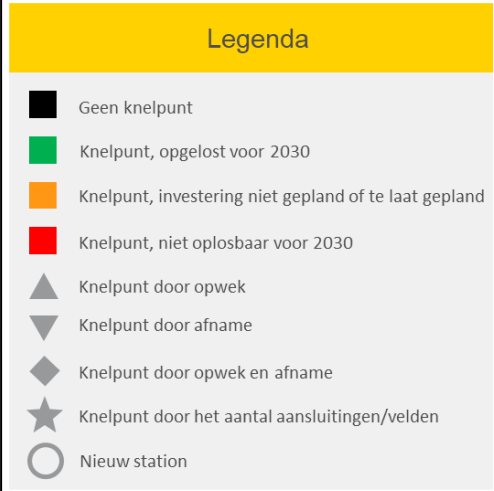 Legenda
Geen knelpunt
Knelpunt, opgelost voor 2030
Knelpunt, investering niet gepland of te laat gepland
Knelpunt, niet oplosbaar voor 2030
Knelpunt door opwek
Knelpunt door afname
Knelpunt door opwek en afname
Knelpunt door het aantal aansluitingen/velden
Nieuw station